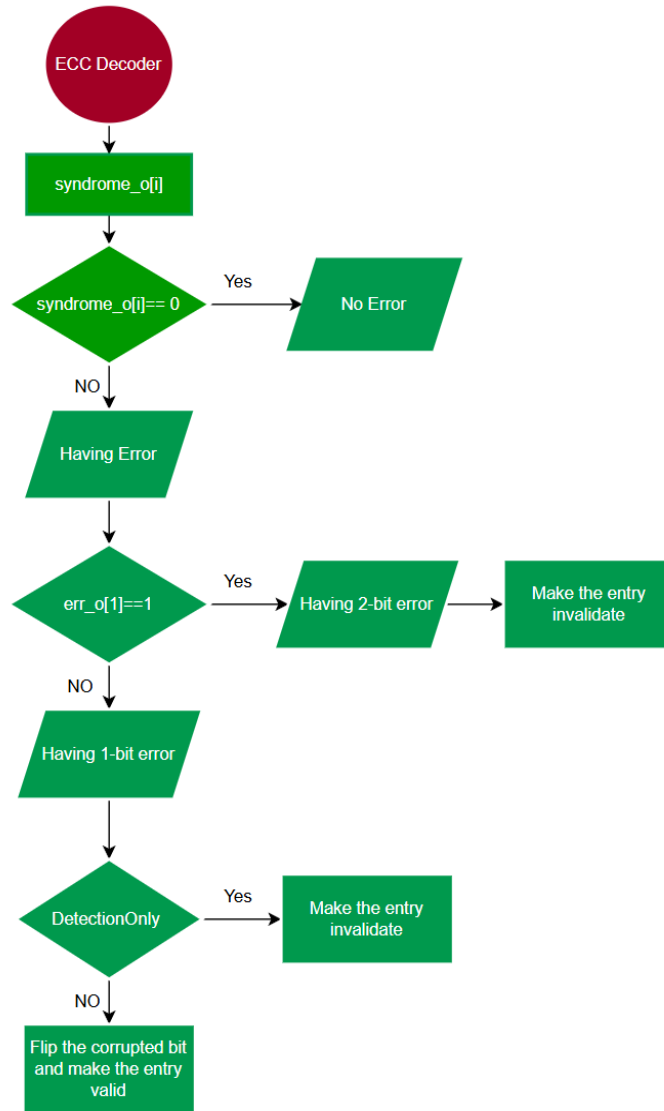 ECC Decoder
syndrome_o[i]
syndrome_o[i]== 0
Yes
No Error
NO
Having Error
err_o[1]==1
Yes
Having 2-bit error
Make the entry
invalidate
NO
Having 1-bit error
DetectionOnly
Yes
Make the entry
invalidate
NO
Flip the corrupted bit
and make the entry
valid